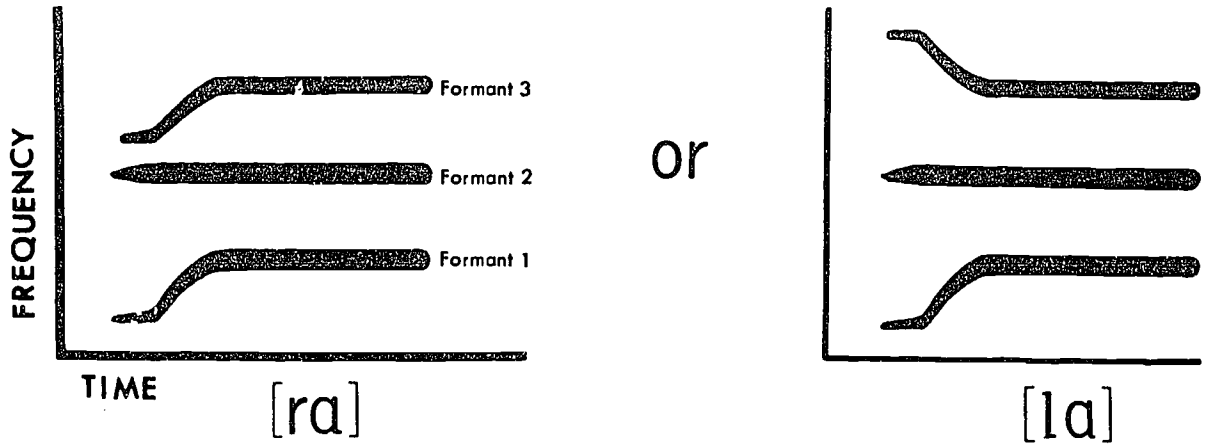 Formant 3
or
Formant 2
Formant 1
FREQUENCY
TIME
[ra]
[la]